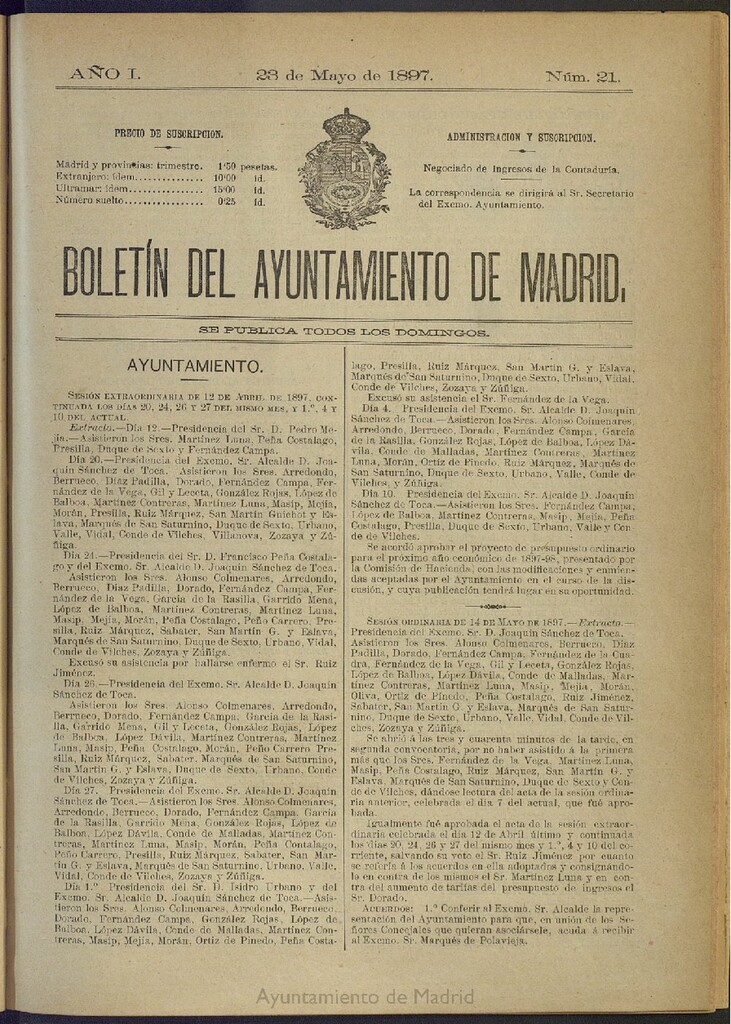 AÑO I.
23 de Mayo de 1897.
Núm. 21.
PRECIO DE SUSCRIPCION.
Madrid y provincias: trimestre. 1'50 pesetas.
Extranjero: ídem............... 10'00 íd.
Ultramar: ídem................. 15'00 íd.
Número suelto.................. 0'25 íd.
ADMINISTRACION Y SUSCRIPCION.
Negociado de Ingresos de la Contaduría.
La correspondencia se dirigirá al Sr. Secretario
del Excmo. Ayuntamiento.
BOLETÍN DEL AYUNTAMIENTO DE MADRID.
SE PUBLICA TODOS LOS DOMINGOS.
AYUNTAMIENTO.
SESIÓN EXTRAORDINARIA DE 12 DE ABRIL DE 1897, CON-
TINUADA LOS DÍAS 20, 24, 26 Y 27 DEL MISMO MES, Y 1.º, 4 Y
10 DEL ACTUAL.
Extracto.—Día 12.—Presidencia del Sr. D. Pedro Me-
jía.—Asistieron los Sres. Martínez Luna, Peña Costalago,
Presilla, Duque de Sexto y Fernández Campa.
Día 20.—Presidencia del Excmo. Sr. Alcalde D. Joa-
quín Sánchez de Toca. Asistieron los Sres. Arredondo,
Berrueco, Díaz Padilla, Dorado, Fernández Campa, Fer-
nández de la Vega, Gil y Leceta, González Rojas, López de
Balboa, Martínez Contreras, Martínez Luna, Masip, Mejía,
Morán, Presilla, Ruiz Márquez, San Martín Guichot y Es-
lava, Marqués de San Saturnino, Duque de Sexto, Urbano,
Valle, Vidal, Conde de Vilches, Villanova, Zozaya y Zú-
ñiga.
Día 24.—Presidencia del Sr. D. Francisco Peña Costala-
go y del Excmo. Sr. Alcalde D. Joaquín Sánchez de Toca.
Asistieron los Sres. Alonso Colmenares, Arredondo,
Berrueco, Díaz Padilla, Dorado, Fernández Campa, Fer-
nández de la Vega, García de la Rasilla, Garrido Mena,
López de Balboa, Martínez Contreras, Martínez Luna,
Masip, Mejía, Morán, Peña Costalago, Peño Carrero, Pre-
silla, Ruiz Márquez, Sabater, San Martín G. y Eslava,
Marqués de San Saturnino, Duque de Sexto, Urbano, Vidal,
Conde de Vilches, Zozaya y Zúñiga.
Excusó su asistencia por hallarse enfermo el Sr. Ruiz
Jiménez.
Día 26.—Presidencia del Excmo. Sr. Alcalde D. Joaquín
Sánchez de Toca.
Asistieron los Sres. Alonso Colmenares, Arredondo,
Berrueco, Dorado, Fernández Campa, García de la Rasi-
lla, Garrido Mena, Gil y Leceta, González Rojas, López
de Balboa, López Dávila, Martínez Contreras, Martínez
Luna, Masip, Peña Costalago, Morán, Peño Carrero Pre-
silla, Ruiz Márquez, Sabater, Marqués de San Saturnino,
San Martín G. y Eslava, Duque de Sexto, Urbano, Conde
de Vilches, Zozaya y Zúñiga.
Día 27. Presidencia del Excmo. Sr. Alcalde D. Joaquín
Sánchez de Toca.—Asistieron los Sres. Alonso Colmenares,
Arredondo, Berrueco, Dorado, Fernández Campa, García
de la Rasilla, Garrido Mena, González Rojas, López de
Balboa, López Dávila, Conde de Malladas, Martínez Con-
treras, Martínez Luna, Masip, Morán, Peña Contalago,
Peño Carrero, Presilla, Ruiz Márquez, Sabater, San Mar-
tín G. y Eslava, Duque de Sexto, Urbano, Valle, Vidal,
Conde de Vilches, Zozaya y Zúñiga.
Día 1.º Presidencia del Sr. D. Isidro Urbano y del
Excmo. Sr. Alcalde D. Joaquín Sánchez de Toca.—Asis-
tieron los Sres. Alonso Colmenares, Arredondo, Berrueco,
Dorado, Fernández Campa, González Rojas, López de
Balboa, López Dávila, Conde de Malladas, Martínez Con-
treras, Masip, Mejía, Morán, Ortiz de Pinedo, Peña Costa-
lago, Presilla, Ruiz Márquez, San Martín G. y Eslava,
Marqués de San Saturnino, Duque de Sexto, Urbano, Vidal,
Conde de Vilches, Zozaya y Zúñiga.
Excusó su asistencia el Sr. Fernández de la Vega.
Día 4. Presidencia del Excmo. Sr. Alcalde D. Joaquín
Sánchez de Toca.—Asistieron los Sres. Alonso Colmenares,
Arredondo, Berrueco, Dorado, Fernández Campa, García
de la Rasilla, González Rojas, López de Balboa, López Dá-
vila, Conde de Malladas, Martínez Contreras, Martínez
Luna, Morán, Ortiz de Pinedo, Ruiz Márquez, Marqués de
San Saturnino, Duque de Sexto, Urbano, Valle, Conde de
Vilches, y Zúñiga.
Día 10. Presidencia del Excmo. Sr. Alcalde D. Joaquín
Sánchez de Toca.—Asistieron los Sres. Fernández Campa,
López de Balboa, Martínez Contreras, Masip, Mejía, Peña
Costalago, Presilla, Duque de Sexto, Urbano, Valle y Con-
de de Vilches.
Se acordó aprobar el proyecto de presupuesto ordinario
para el próximo año económico de 1897-98, presentado por
la Comisión de Hacienda, con las modificaciones y enmien-
das aceptadas por el Ayuntamiento en el curso de la dis-
cusión, y cuya publicación tendrá lugar en su oportunidad.
SESIÓN ORDINARIA DE 14 DE MAYO DE 1897.—Extracto.—
Presidencia del Excmo. Sr. D. Joaquín Sánchez de Toca.
Asistieron los Sres. Alonso Colmenares, Berrueco, Díaz
Padilla, Dorado, Fernández Campa, Fernández de la Cua-
dra, Fernández de la Vega, Gil y Leceta, González Rojas,
López de Balboa, López Dávila, Conde de Malladas, Mar-
tínez Contreras, Martínez Luna, Masip, Mejía, Morán,
Oliva, Ortiz de Pinedo, Peña Costalago, Ruiz Jiménez,
Sabater, San Martín G. y Eslava, Marqués de San Satur-
nino, Duque de Sexto, Urbano, Valle, Vidal, Conde de Vil-
ches, Zozaya y Zúñiga.
Se abrió á las tres y cuarenta minutos de la tarde, en
segunda convocatoria, por no haber asistido á la primera
más que los Sres. Fernández de la Vega, Martínez Luna,
Masip, Peña Costalago, Ruiz Márquez, San Martín G. y
Eslava, Marqués de San Saturnino, Duque de Sexto y Con-
de de Vilches, dándose lectura del acta de la sesión ordina-
ria anterior, celebrada el día 7 del actual, que fué apro-
bada.
Igualmente fué aprobada el acta de la sesión extraor-
dinaria celebrada el día 12 de Abril último y continuada
los días 20, 24, 26 y 27 del mismo mes y 1.º, 4 y 10 del co-
rriente, salvando su voto el Sr. Ruiz Jiménez por cuanto
se refería á los acuerdos en ella adoptados y consignándo-
lo en contra de los mismos el Sr. Martínez Luna y en con-
tra del aumento de tarifas del presupuesto de ingresos el
Sr. Dorado.
ACUERDOS: 1.º Conferir al Excmo. Sr. Alcalde la repre-
sentación del Ayuntamiento para que, en unión de los Se-
ñores Concejales que quieran asociársele, acuda á recibir
al Excmo. Sr. Marqués de Polavieja.
Ayuntamiento de Madrid